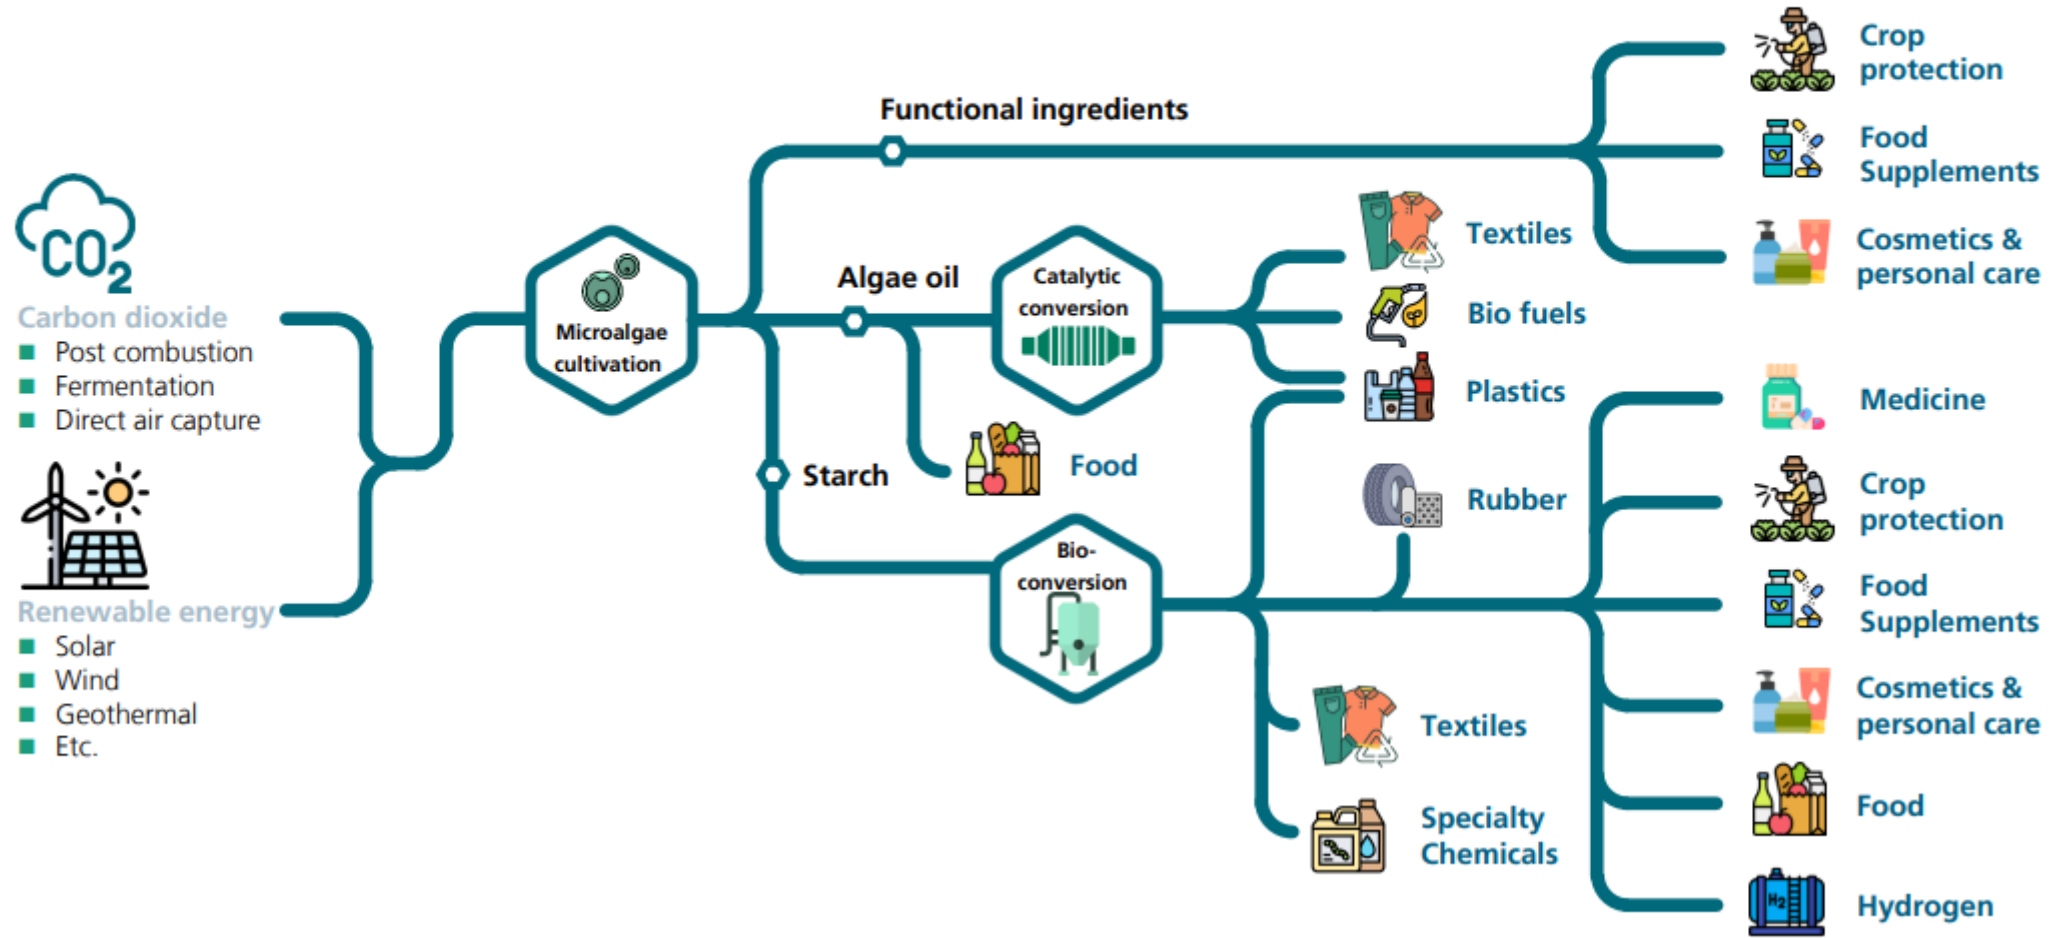 CO2
Carbon dioxide
Post combustion
Fermentation
Direct air capture
Renewable energy
Solar
Wind
Geothermal
Etc.
Microalgae
cultivation
Functional ingredients
Algae oil
Starch
Catalytic
conversion
Food
Bio-
conversion
Textiles
Bio fuels
Plastics
Rubber
Textiles
Specialty
Chemicals
Crop
protection
Food
Supplements
Cosmetics &
personal care
Medicine
Crop
protection
Food
Supplements
Cosmetics &
personal care
Food
H2
Hydrogen